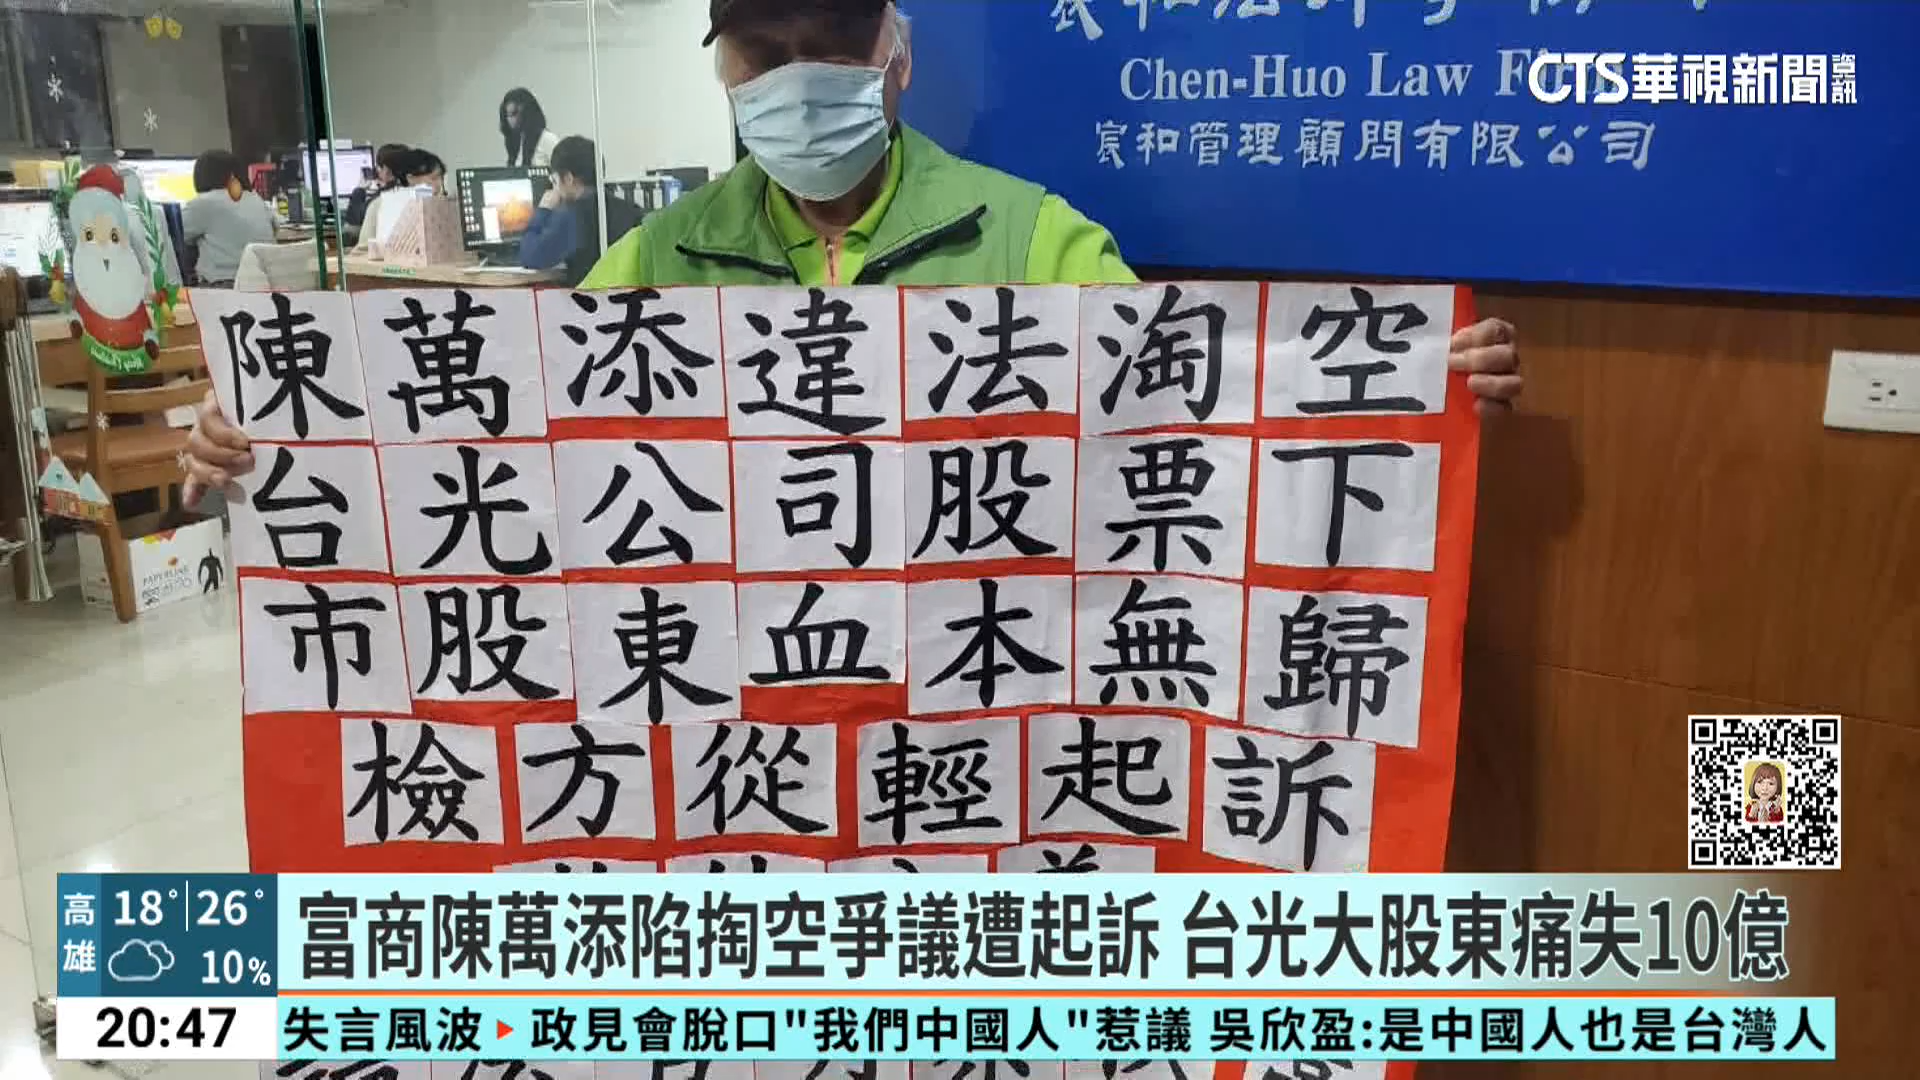 Chen-Huo Law
CTS華視新聞資訊
宸和管理顧問有限公司
陳萬添違法淘空
台光公司股票下
市股東血本無歸
檢方從輕起訴
高雄 18° 26°
10%
富商陳萬添陷掏空爭議遭起訴 台光大股東痛失10億
20:47 失言風波▶政見會脫口"我們中國人"惹議 吳欣盈:是中國人也是台灣人